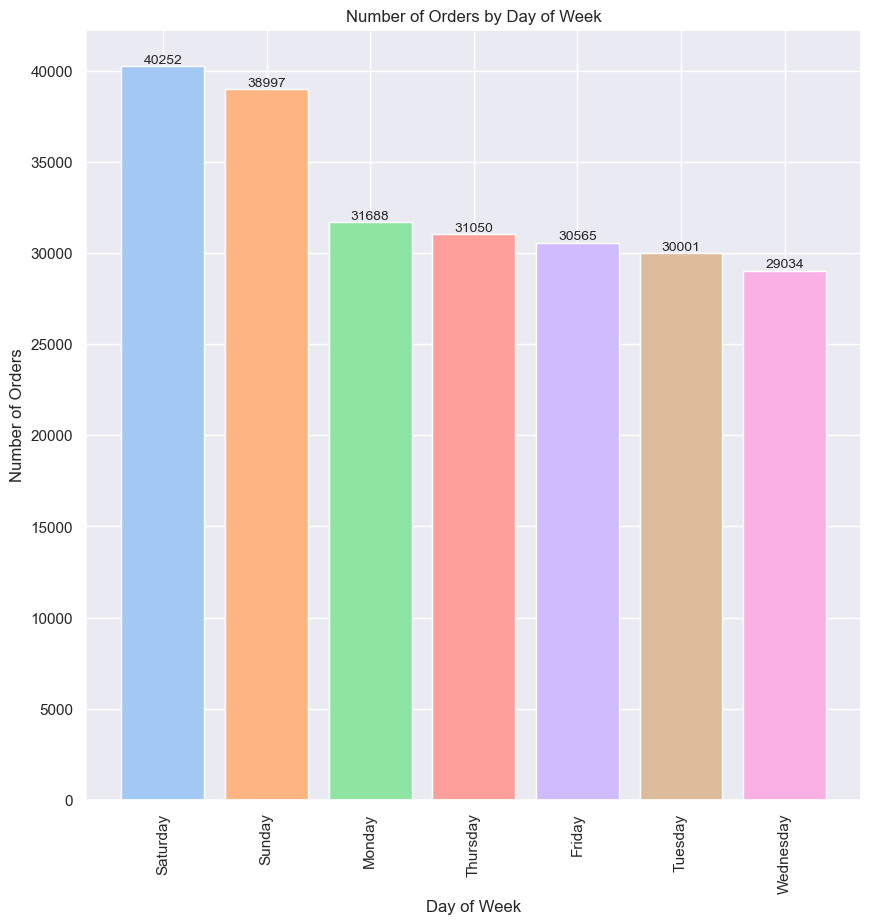 Number of Orders by Day of Week
40252
38997
31688
31050
30565
30001
29034
40000
35000
30000
25000
20000
15000
10000
5000
0
Number of Orders
Saturday
Sunday
Monday
Thursday
Friday
Tuesday
Wednesday
Day of Week